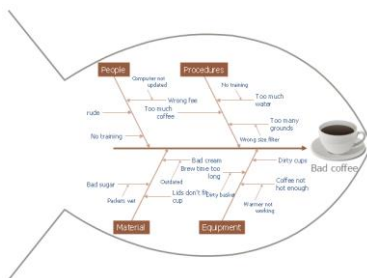 People
Procedures
Computer not
updated
No training
Wrong fee
Too much
coffee
Too much
water
rude
Too many
grounds
No training
Wrong size filter
Bad coffee
Bad cream
Dirty cups
Brew time too
long
Bad sugar
Outdated
Coffee not
hot enough
Packets wet
Lids don't fit
cup
Dirty basket
Warmer not
working
Material
Equipment